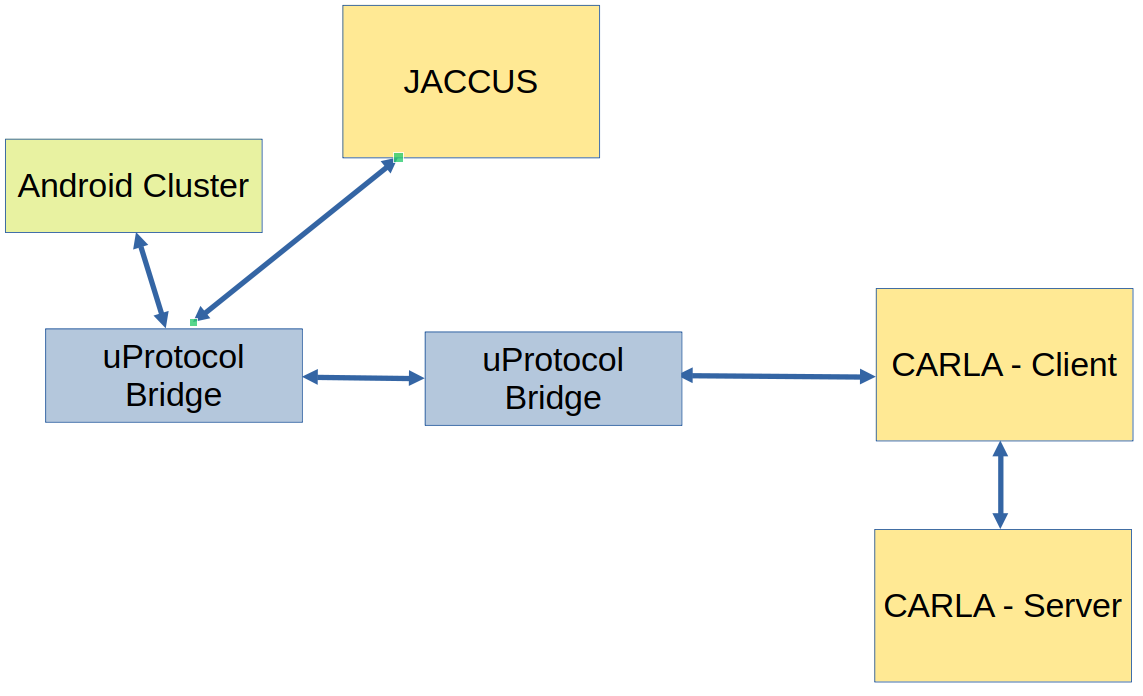 JACCUS
Android Cluster
uProtocol
Bridge
uProtocol
Bridge
CARLA - Client
CARLA - Server